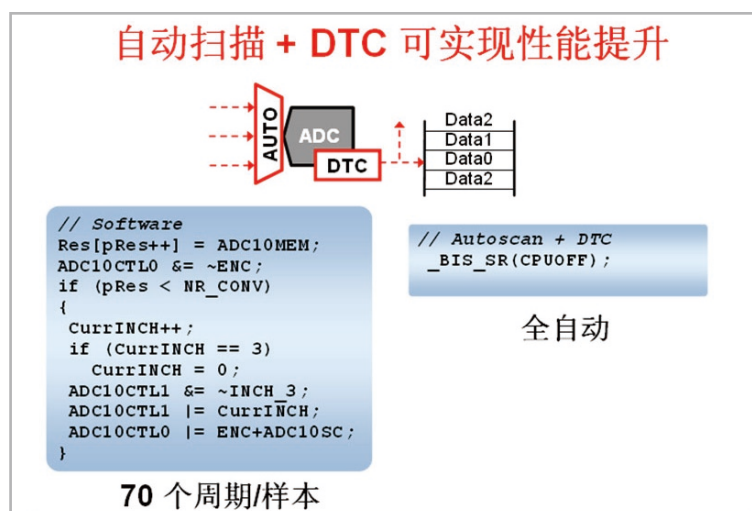 自动扫描 + DTC 可实现性能提升
AUTO
ADC
DTC
Data2
Data1
Data0
Data2
// Software
Res[pRes++] = ADC10MEM;
ADC10CTL0 &= ~ENC;
if (pRes < NR_CONV)
{
CurrINCH++;
if (CurrINCH == 3)
CurrINCH = 0;
ADC10CTL1 &= ~INCH_3;
ADC10CTL1 |= CurrINCH;
ADC10CTL0 |= ENC+ADC10SC;
}
70 个周期/样本
// Autoscan + DTC
_BIS_SR(CPUOFF);
全自动